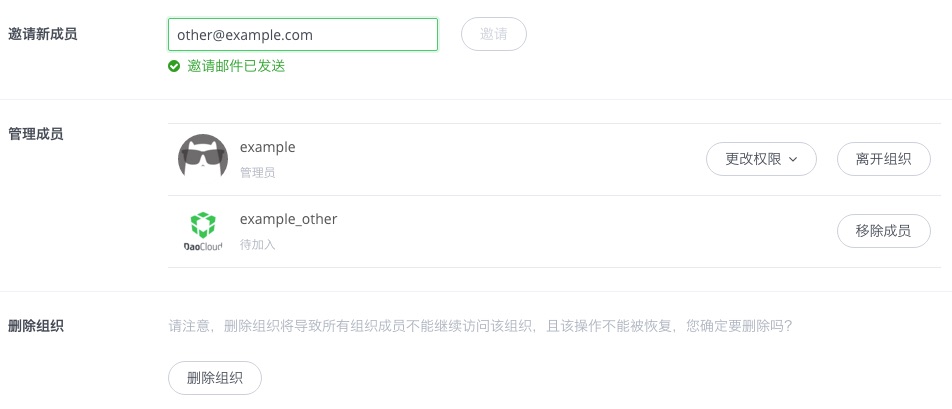 邀请新成员
other@example.com
邀请
邀请邮件已发送
管理成员
example
管理员
更改权限
离开组织
example_other
待加入
DaoCloud
移除成员
删除组织
请注意，删除组织将导致所有组织成员不能继续访问该组织，且该操作不能被恢复，您确定要删除吗？
删除组织